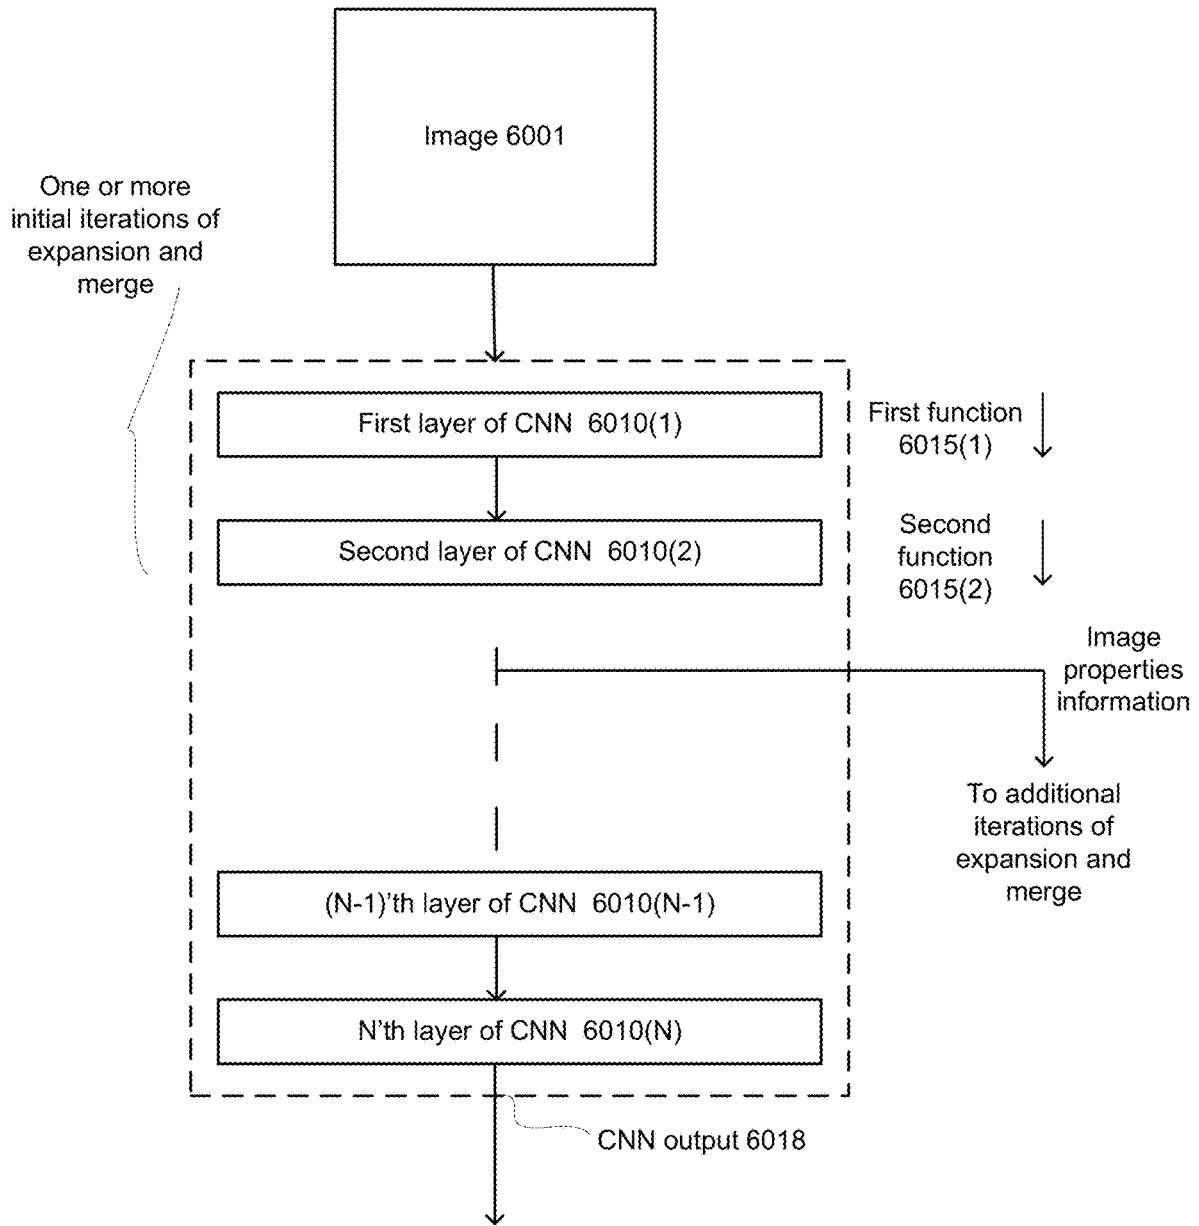 Image 6001
One or more
initial iterations of
expansion and
merge
First layer of CNN 6010(1)
First function
6015(1)
Second layer of CNN 6010(2)
Second
function
6015(2)
Image
properties
information
To additional
iterations of
expansion and
merge
(N-1)'th layer of CNN 6010(N-1)
N'th layer of CNN 6010(N)
CNN output 6018